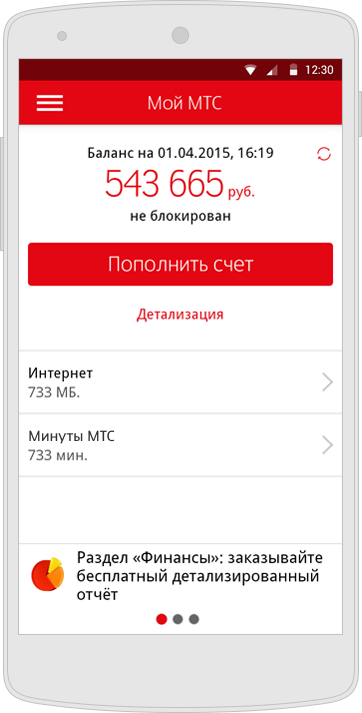 12:30
Мой МТС
Баланс на 01.04.2015, 16:19
543 665 руб.
не блокирован
Пополнить счет
Детализация
Интернет
733 МБ.
Минуты МТС
733 мин.
Раздел «Финансы»: заказывайте
бесплатный детализированный
отчёт